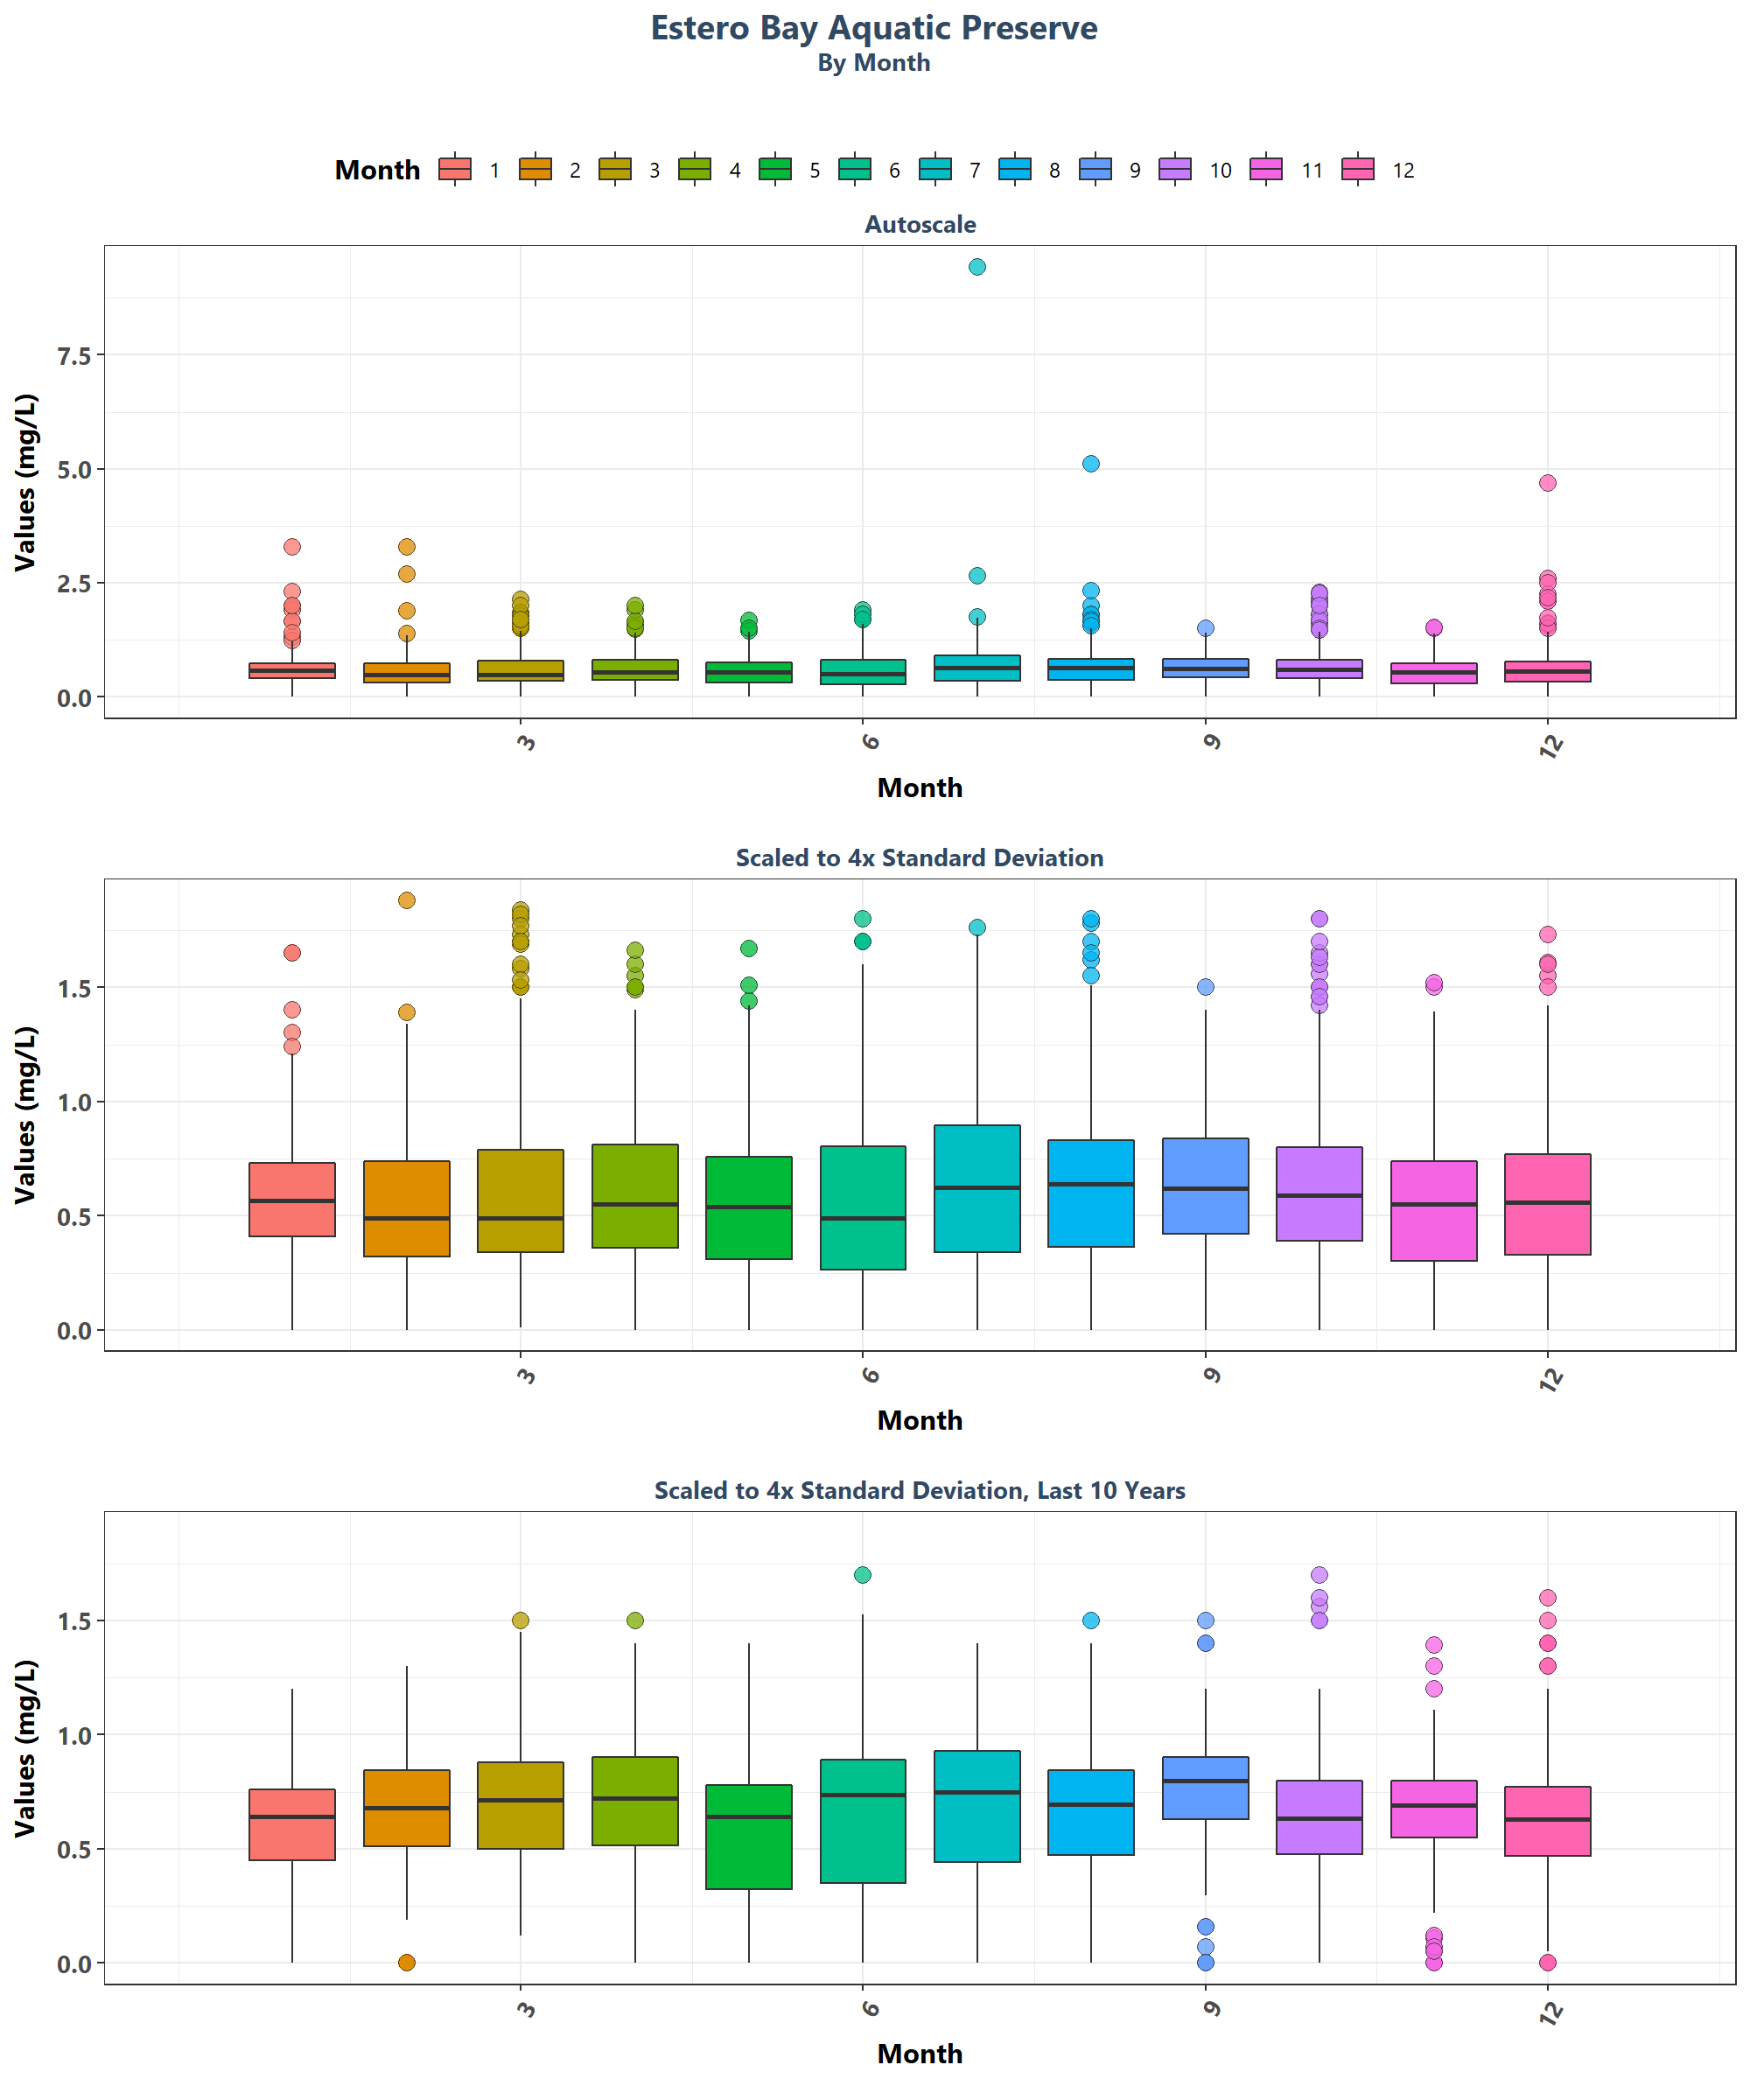 Estero Bay Aquatic Preserve
By Month
Month 1 2 3 4 5 6 7 8 9 10 11 12
Autoscale
Values (mg/L)
7.5
5.0
2.5
0.0
3 6 9 12
Month
Scaled to 4x Standard Deviation
Values (mg/L)
1.5
1.0
0.5
0.0
3 6 9 12
Month
Scaled to 4x Standard Deviation, Last 10 Years
Values (mg/L)
1.5
1.0
0.5
0.0
3 6 9 12
Month